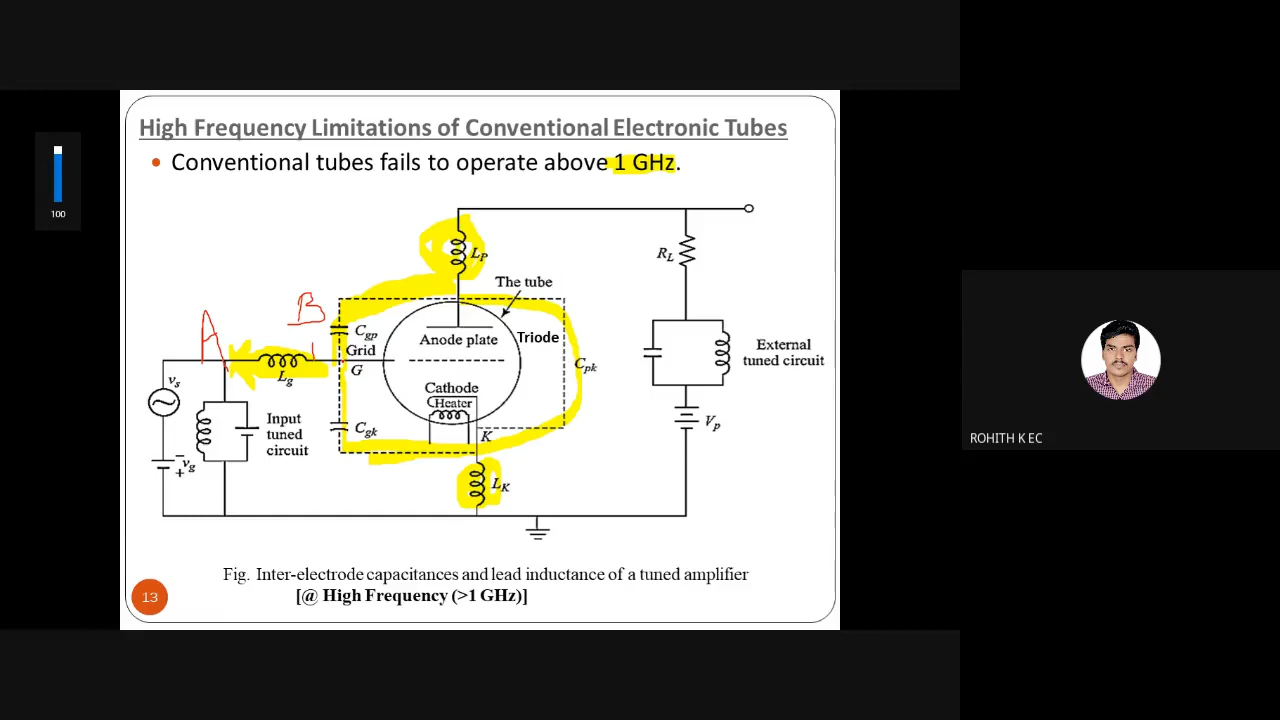 High Frequency Limitations of Conventional Electronic Tubes
• Conventional tubes fails to operate above 1 GHz.
100
L_P
R_L
The tube
B
A
C_gp
Anode plate
Triode
Grid
G
External
tuned circuit
C_pk
L_g
v_s
Cathode
Heater
Input
tuned
circuit
C_gk
K
V_p
−
v_g
+
L_K
Fig. Inter-electrode capacitances and lead inductance of a tuned amplifier
[@ High Frequency (>1 GHz)]
13
ROHITH K EC